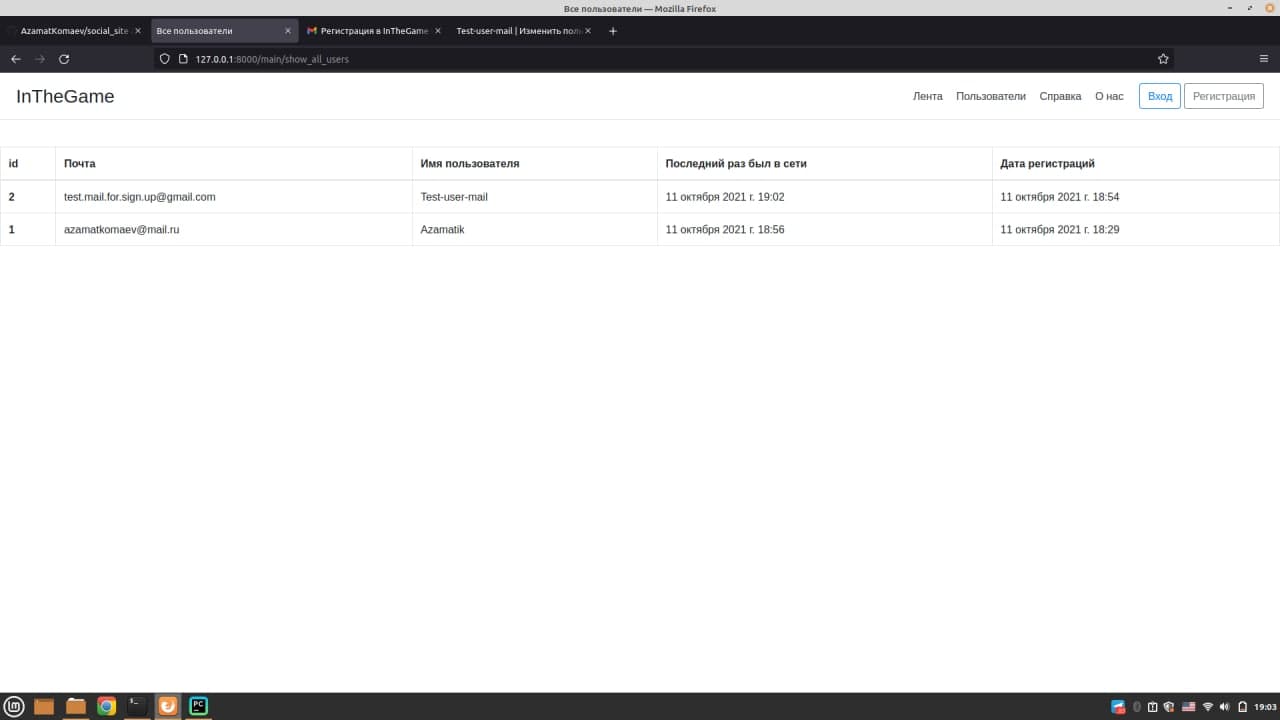 Все пользователи — Mozilla Firefox
AzamatKomaev/social_site Все пользователи Регистрация в InTheGame Test-user-mail | Изменить поль
127.0.0.1:8000/main/show_all_users
InTheGame Лента Пользователи Справка О нас Вход Регистрация
id Почта Имя пользователя Последний раз был в сети Дата регистраций
2 test.mail.for.sign.up@gmail.com Test-user-mail 11 октября 2021 г. 19:02 11 октября 2021 г. 18:54
1 azamatkomaev@mail.ru Azamatik 11 октября 2021 г. 18:56 11 октября 2021 г. 18:29
PC
19:03